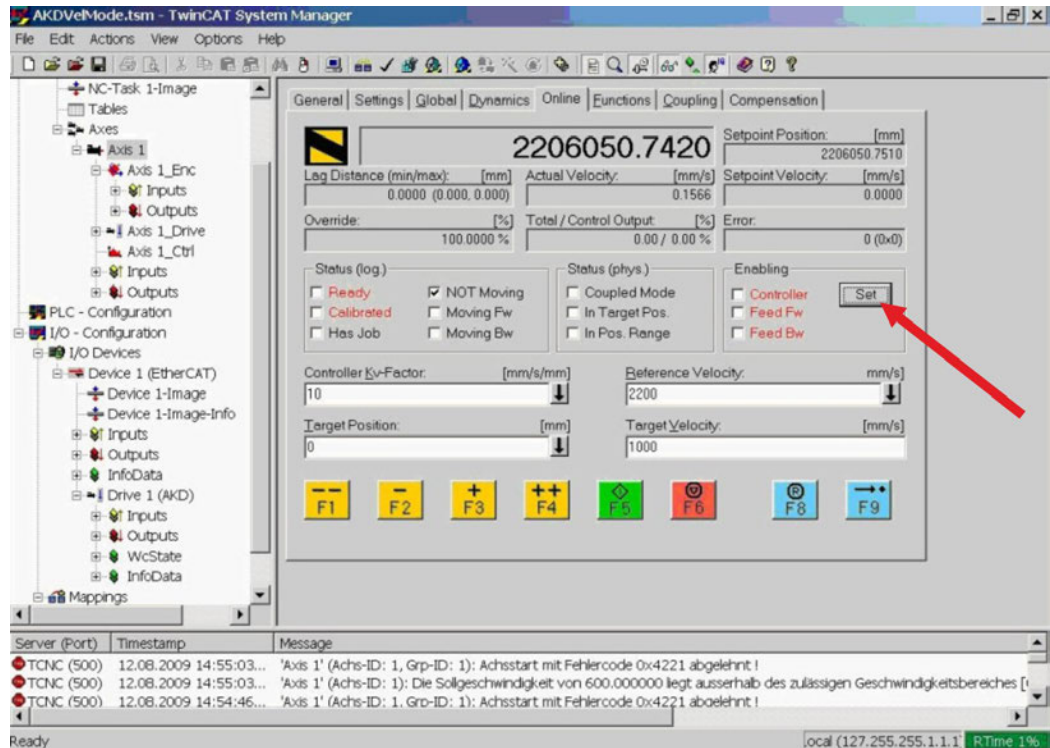 AKDVelMode.tsm - TwinCAT System Manager
File Edit Actions View Options Help
NC-Task 1-Image
Tables
Axes
Axis 1
Axis 1_Enc
Inputs
Outputs
Axis 1_Drive
Axis 1_Ctrl
Inputs
Outputs
PLC - Configuration
I/O - Configuration
I/O Devices
Device 1 (EtherCAT)
Device 1-Image
Device 1-Image-Info
Inputs
Outputs
InfoData
Drive 1 (AKD)
Inputs
Outputs
WcState
InfoData
Mappings
General Settings Global Dynamics Online Functions Coupling Compensation
2206050.7420
Setpoint Position: [mm]
2206050.7510
Lag Distance (min/max): [mm] Actual Velocity: [mm/s] Setpoint Velocity: [mm/s]
0.0000 (0.000, 0.000) 0.1566 0.0000
Override: [%] Total / Control Output: [%] Error:
100.0000 % 0.00 / 0.00 % 0 (0x0)
Status (log.) Status (phys.) Enabling
Ready NOT Moving Coupled Mode Controller Set
Calibrated Moving Fw In Target Pos. Feed Fw
Has Job Moving Bw In Pos. Range Feed Bw
Controller Kv-Factor: [mm/s/mm] Reference Velocity: mm/s]
10 2200
Target Position: [mm] Target Velocity: [mm/s]
0 1000
-- - + ++
F1 F2 F3 F4 F5 F6 F8 F9
Server (Port) Timestamp Message
TCNC (500) 12.08.2009 14:55:03... 'Axis 1' (Achs-ID: 1, Grp-ID: 1): Achsstart mit Fehlercode 0x4221 abgelehnt !
TCNC (500) 12.08.2009 14:55:03... 'Axis 1' (Achs-ID: 1): Die Sollgeschwindigkeit von 600.000000 liegt ausserhalb des zulässigen Geschwindigkeitsbereiches [
TCNC (500) 12.08.2009 14:54:46... 'Axis 1' (Achs-ID: 1, Grp-ID: 1): Achsstart mit Fehlercode 0x4221 abgelehnt !
Ready ocal (127.255.255.1.1.1 RTime 1%